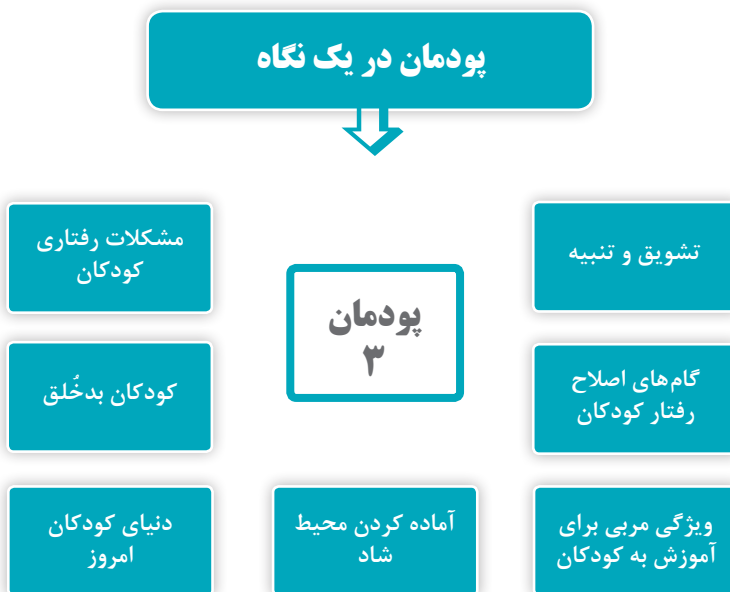 پودمان در یک نگاه
تشویق و تنبیه
مشکلات رفتاری
کودکان
پودمان
۳
گام‌های اصلاح
رفتار کودکان
کودکان بدخُلق
ویژگی مربی برای
آموزش به کودکان
آماده کردن محیط
شاد
دنیای کودکان
امروز